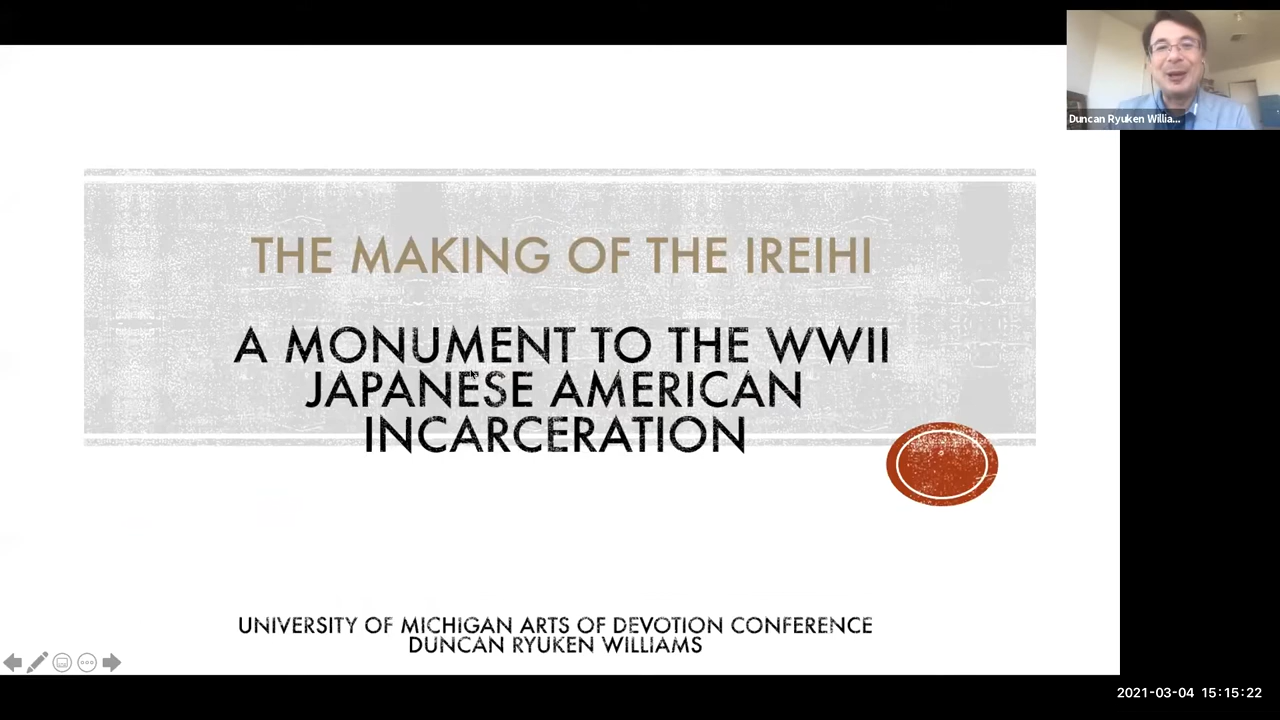 Duncan Ryuken Willia...
THE MAKING OF THE IREIHI
A MONUMENT TO THE WWII
JAPANESE AMERICAN
INCARCERATION
UNIVERSITY OF MICHIGAN ARTS OF DEVOTION CONFERENCE
DUNCAN RYUKEN WILLIAMS
2021-03-04 15:15:22